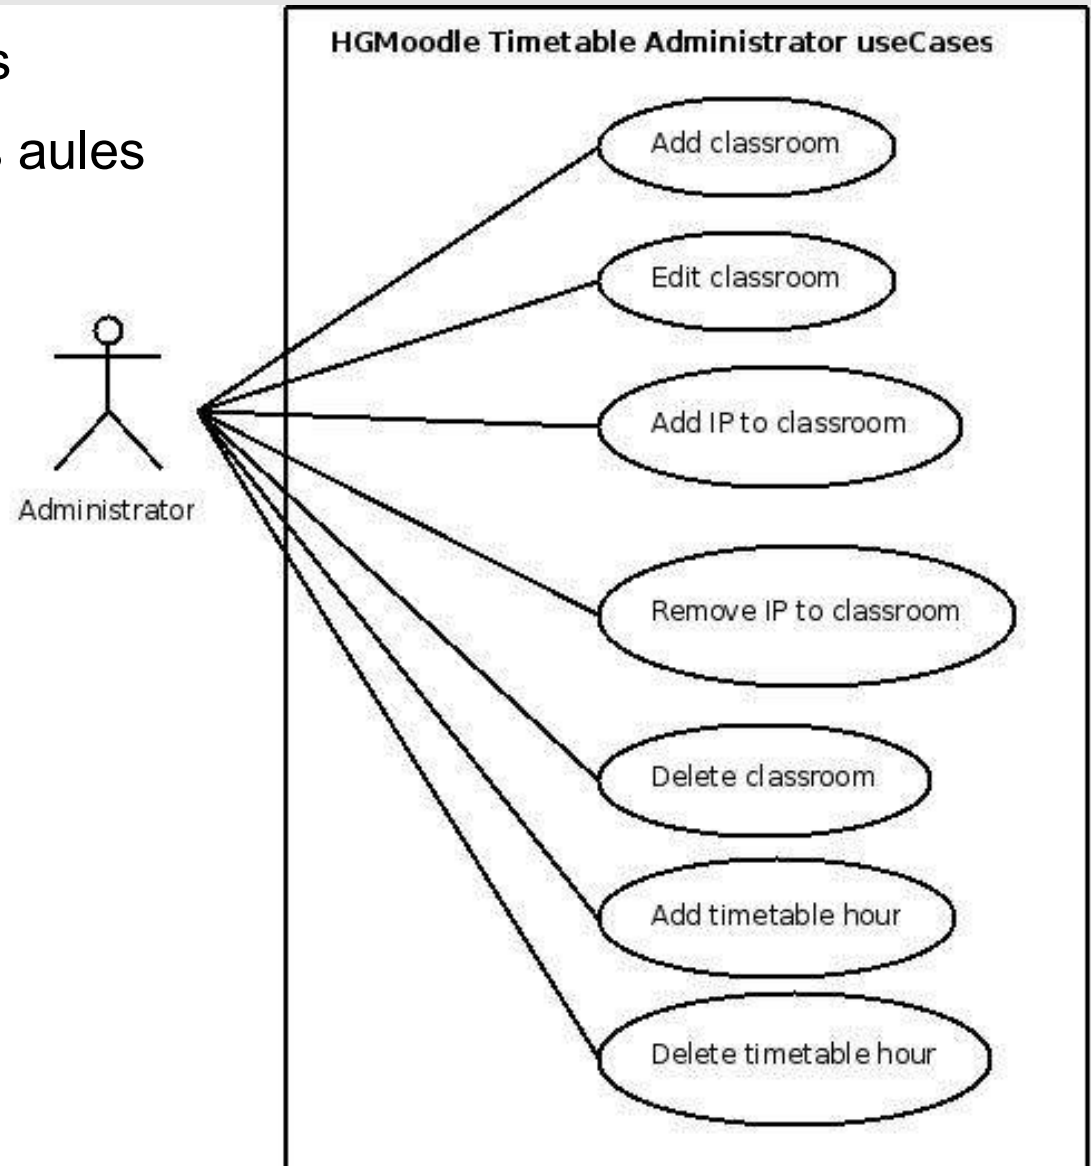 s
aules
HGMoodle Timetable Administrator useCases
Add classroom
Edit classroom
Add IP to classroom
Administrator
Remove IP to classroom
Delete classroom
Add timetable hour
Delete timetable hour